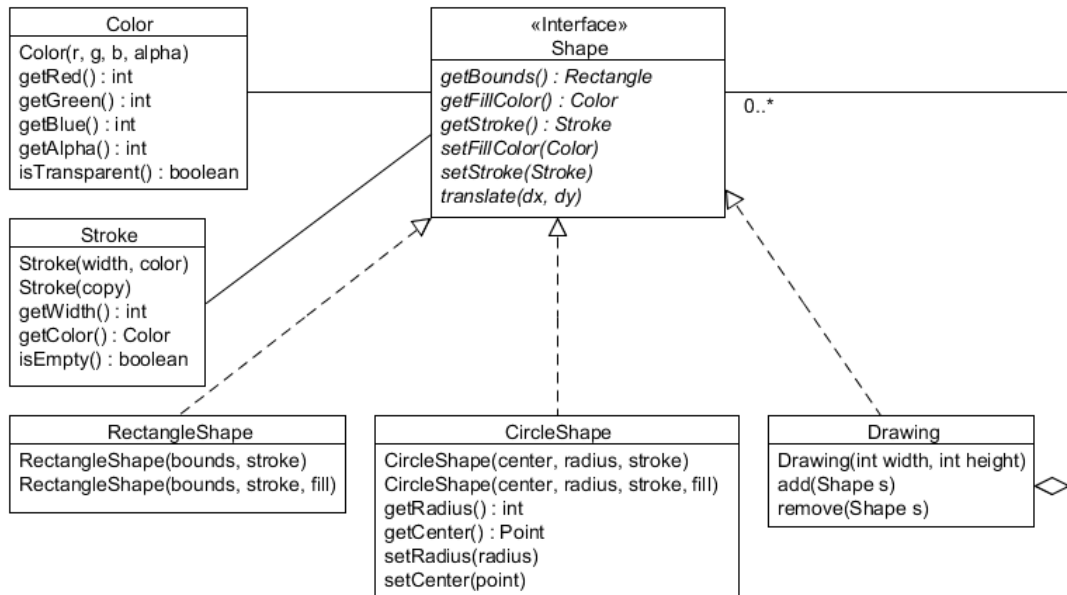 Color
Color(r, g, b, alpha)
getRed() : int
getGreen() : int
getBlue() : int
getAlpha() : int
isTransparent() : boolean
«Interface»
Shape
getBounds() : Rectangle
getFillColor() : Color
getStroke() : Stroke
setFillColor(Color)
setStroke(Stroke)
translate(dx, dy)
0..*
Stroke
Stroke(width, color)
Stroke(copy)
getWidth() : int
getColor() : Color
isEmpty() : boolean
RectangleShape
RectangleShape(bounds, stroke)
RectangleShape(bounds, stroke, fill)
CircleShape
CircleShape(center, radius, stroke)
CircleShape(center, radius, stroke, fill)
getRadius() : int
getCenter() : Point
setRadius(radius)
setCenter(point)
Drawing
Drawing(int width, int height)
add(Shape s)
remove(Shape s)